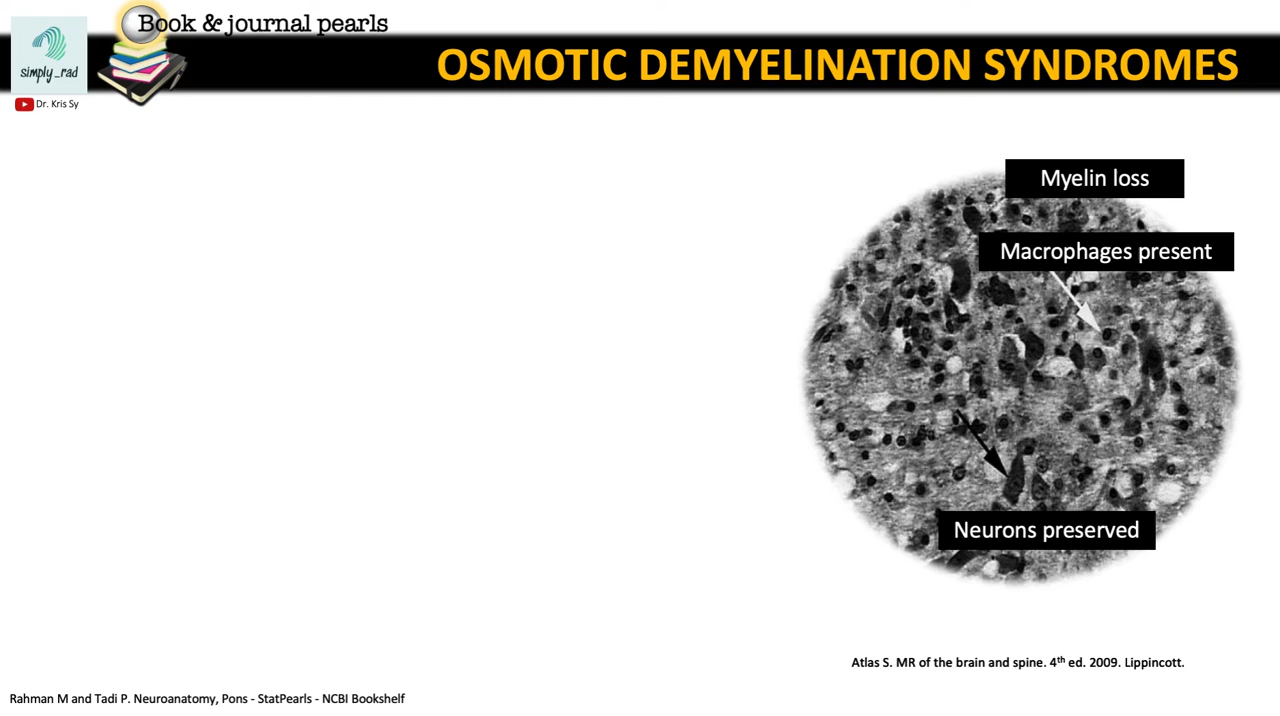 Book & journal pearls
simply_rad
Dr. Kris Sy
OSMOTIC DEMYELINATION SYNDROMES
Myelin loss
Macrophages present
Neurons preserved
Atlas S. MR of the brain and spine. 4th ed. 2009. Lippincott.
Rahman M and Tadi P. Neuroanatomy, Pons - StatPearls - NCBI Bookshelf